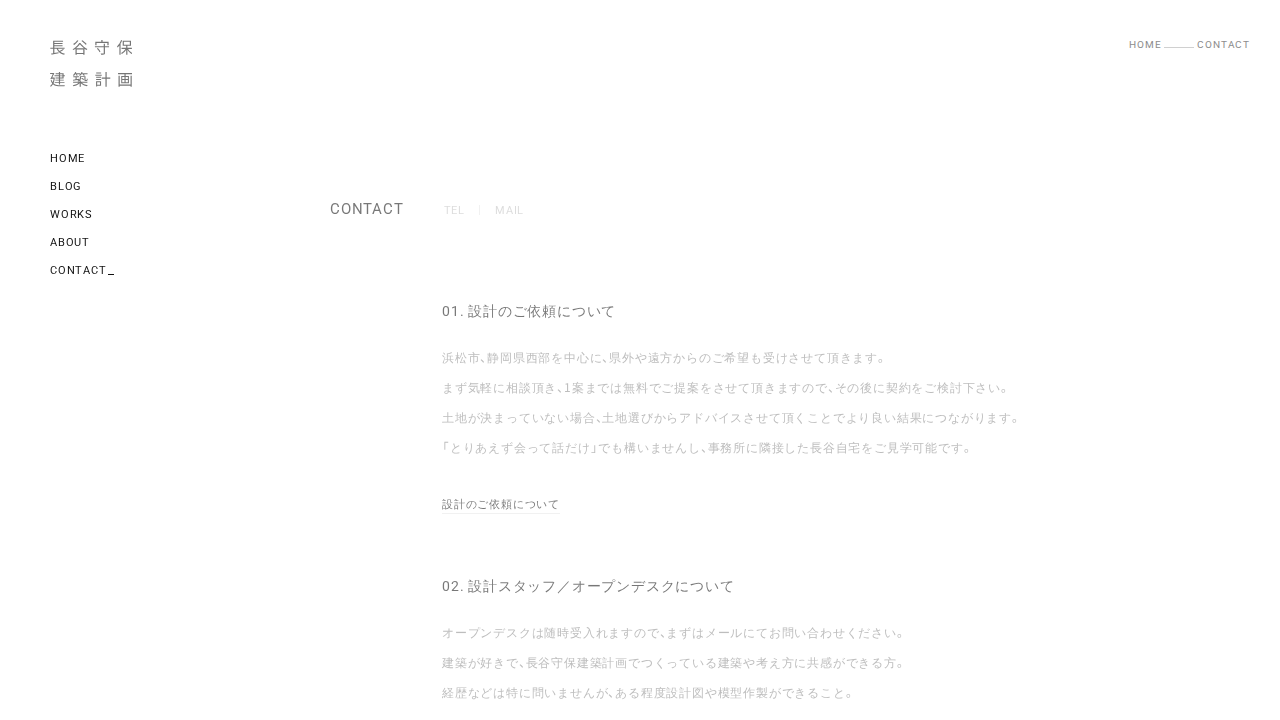 長谷守保
建築計画
HOME CONTACT
HOME
BLOG
WORKS
ABOUT
CONTACT_
CONTACT TEL | MAIL
01. 設計のご依頼について
浜松市、静岡県西部を中心に、県外や遠方からのご希望も受けさせて頂きます。
まず気軽に相談頂き、1案までは無料でご提案をさせて頂きますので、その後に契約をご検討下さい。
土地が決まっていない場合、土地選びからアドバイスさせて頂くことでより良い結果につながります。
「とりあえず会って話だけ」でも構いませんし、事務所に隣接した長谷自宅をご見学可能です。
設計のご依頼について
02. 設計スタッフ／オープンデスクについて
オープンデスクは随時受入れますので、まずはメールにてお問い合わせください。
建築が好きで、長谷守保建築計画でつくっている建築や考え方に共感ができる方。
経歴などは特に問いませんが、ある程度設計図や模型作製ができること。